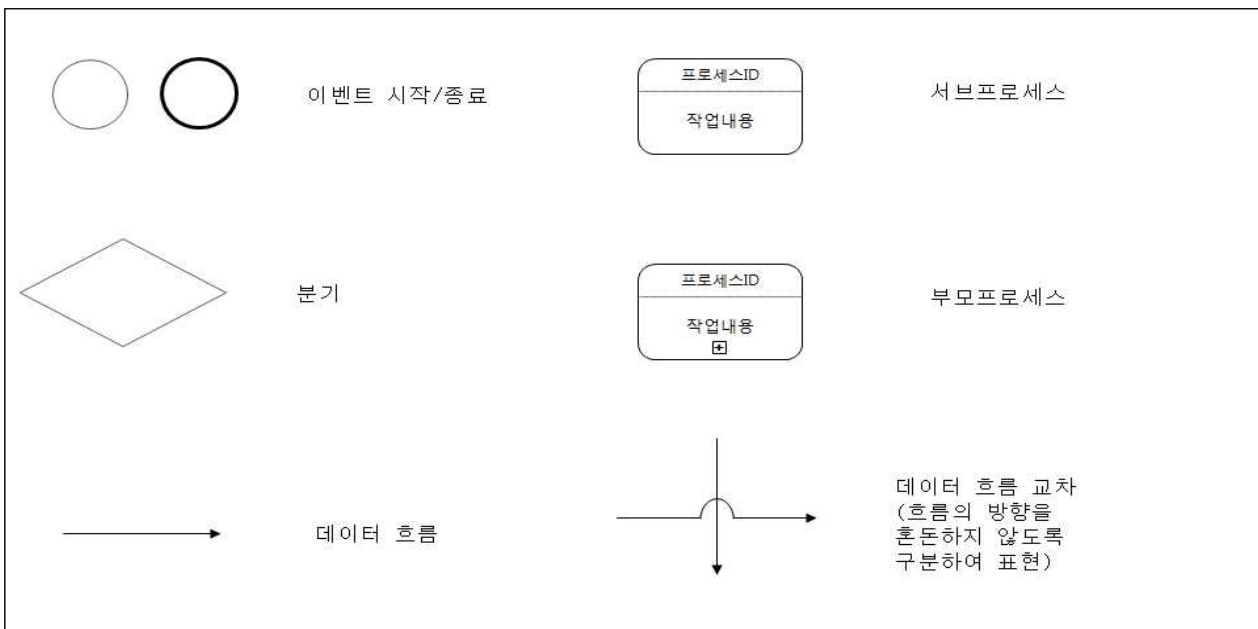 이벤트 시작/종료
프로세스ID
작업내용
서브프로세스
분기
프로세스ID
작업내용
부모프로세스
데이터 흐름
데이터 흐름 교차
(흐름의 방향을
혼돈하지 않도록
구분하여 표현)